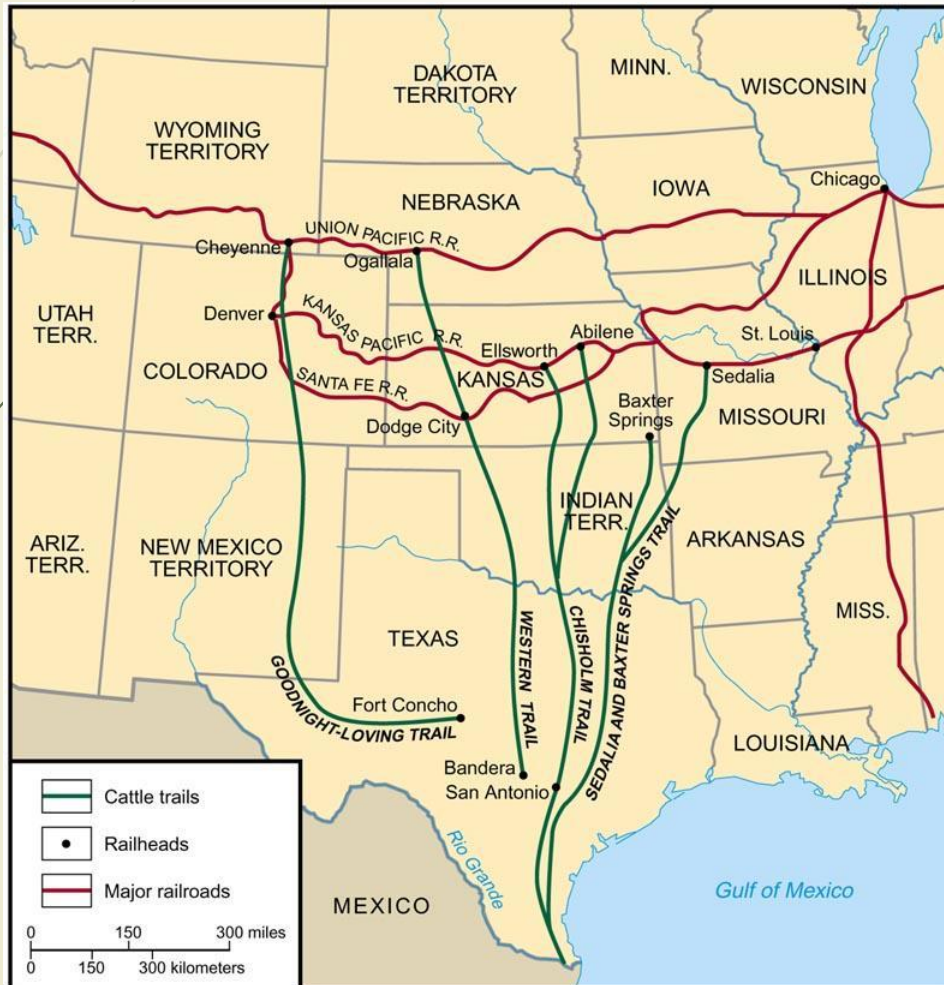 DAKOTA
TERRITORY
MINN.
WISCONSIN
WYOMING
TERRITORY
Chicago
IOWA
NEBRASKA
UNION PACIFIC R.R.
Cheyenne
Ogallala
ILLINOIS
UTAH
TERR.
Denver
KANSAS PACIFIC R.R.
Abilene
St. Louis
Ellsworth
COLORADO
SANTA FE R.R.
KANSAS
Sedalia
Baxter
Springs
MISSOURI
Dodge City
INDIAN
TERR.
ARIZ.
TERR.
NEW MEXICO
TERRITORY
ARKANSAS
MISS.
TEXAS
WESTERN TRAIL
CHISHOLM TRAIL
SEDALIA AND BAXTER SPRINGS TRAIL
GOODNIGHT-LOVING TRAIL
Fort Concho
LOUISIANA
Bandera
San Antonio
Rio Grande
MEXICO
Gulf of Mexico
Cattle trails
Railheads
Major railroads
0 150 300 miles
0 150 300 kilometers